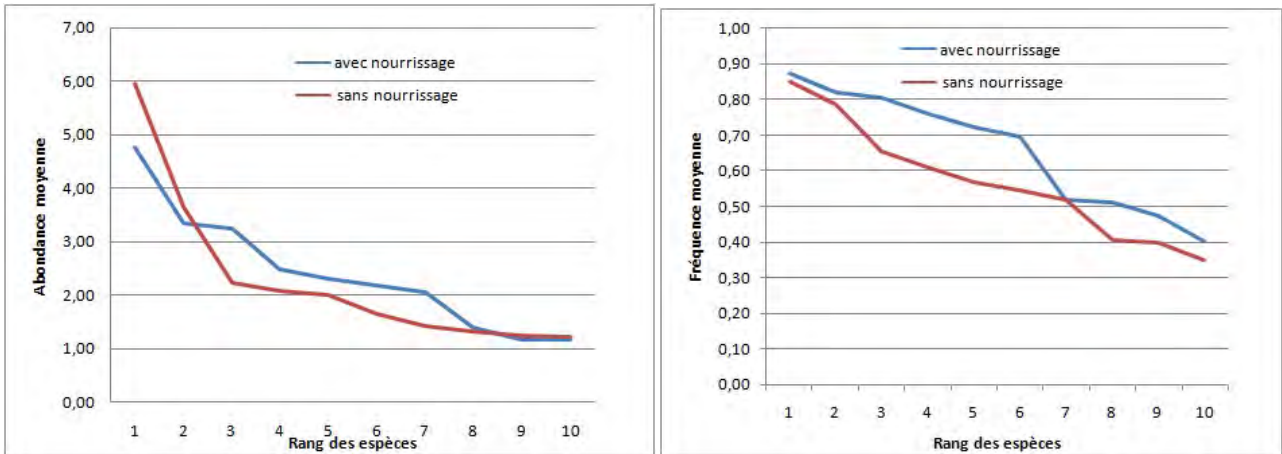 7,00
6,00
5,00
4,00
3,00
2,00
1,00
0,00
Abondance moyenne
avec nourrissage
sans nourrissage
1 2 3 4 5 6 7 8 9 10
Rang des espèces
1,00
0,90
0,80
0,70
0,60
0,50
0,40
0,30
0,20
0,10
0,00
Fréquence moyenne
avec nourrissage
sans nourrissage
1 2 3 4 5 6 7 8 9 10
Rang des espèces